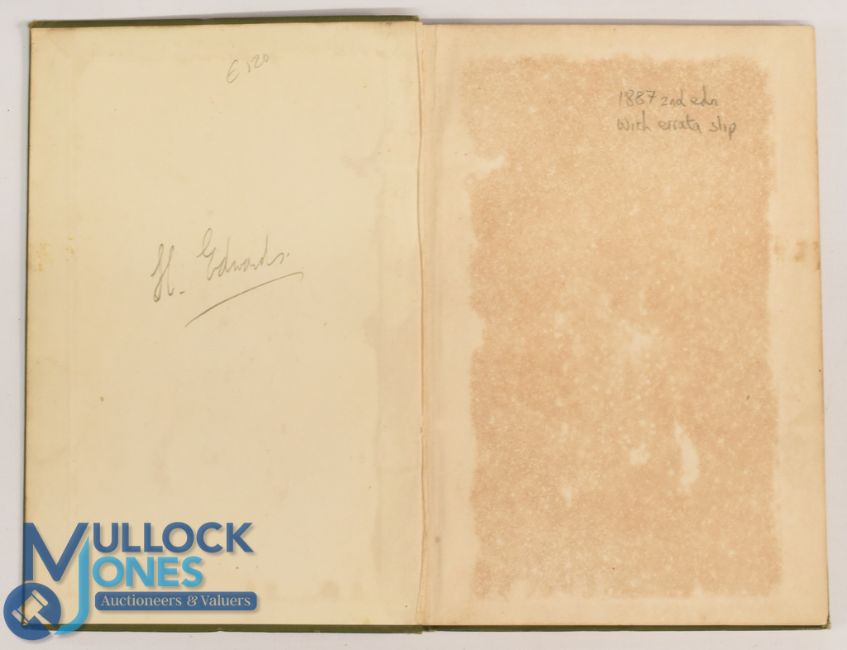 £120
H. Edwards.
1887 2nd edn
With errata slip
MULLOCK
JONES
Auctioneers & Valuers